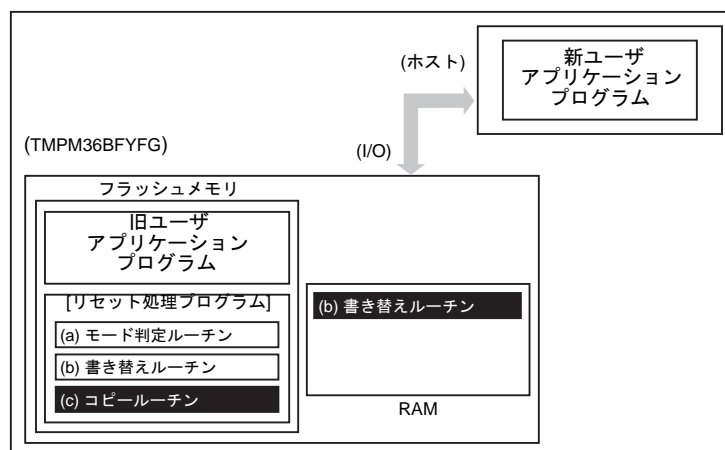 (ホスト)
新ユーザ
アプリケーション
プログラム
(TMPM36BFYFG)
(I/O)
フラッシュメモリ
旧ユーザ
アプリケーション
プログラム
[リセット処理プログラム]
(a) モード判定ルーチン
(b) 書き替えルーチン
(c) コピールーチン
(b) 書き替えルーチン
RAM